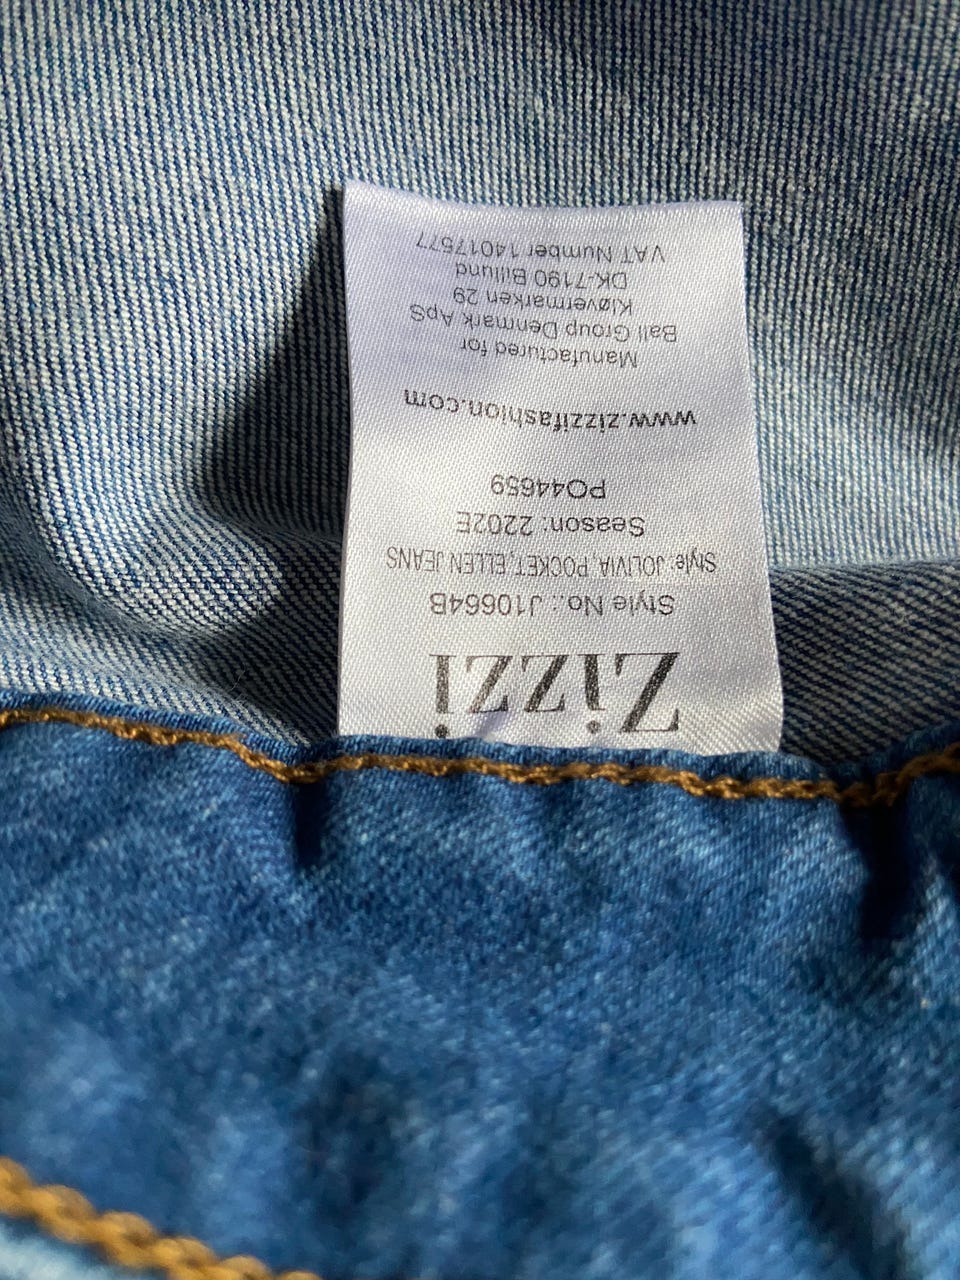 Zizzi
Style No.: J10664B
Style: JOLIVIA, POCKET, ELLEN JEANS
Season: 2202E
PO44659
www.zizzifashion.com
Manufactured for
Ball Group Denmark ApS
Kløvermarken 29
DK-7190 Billund
VAT Number 14017577